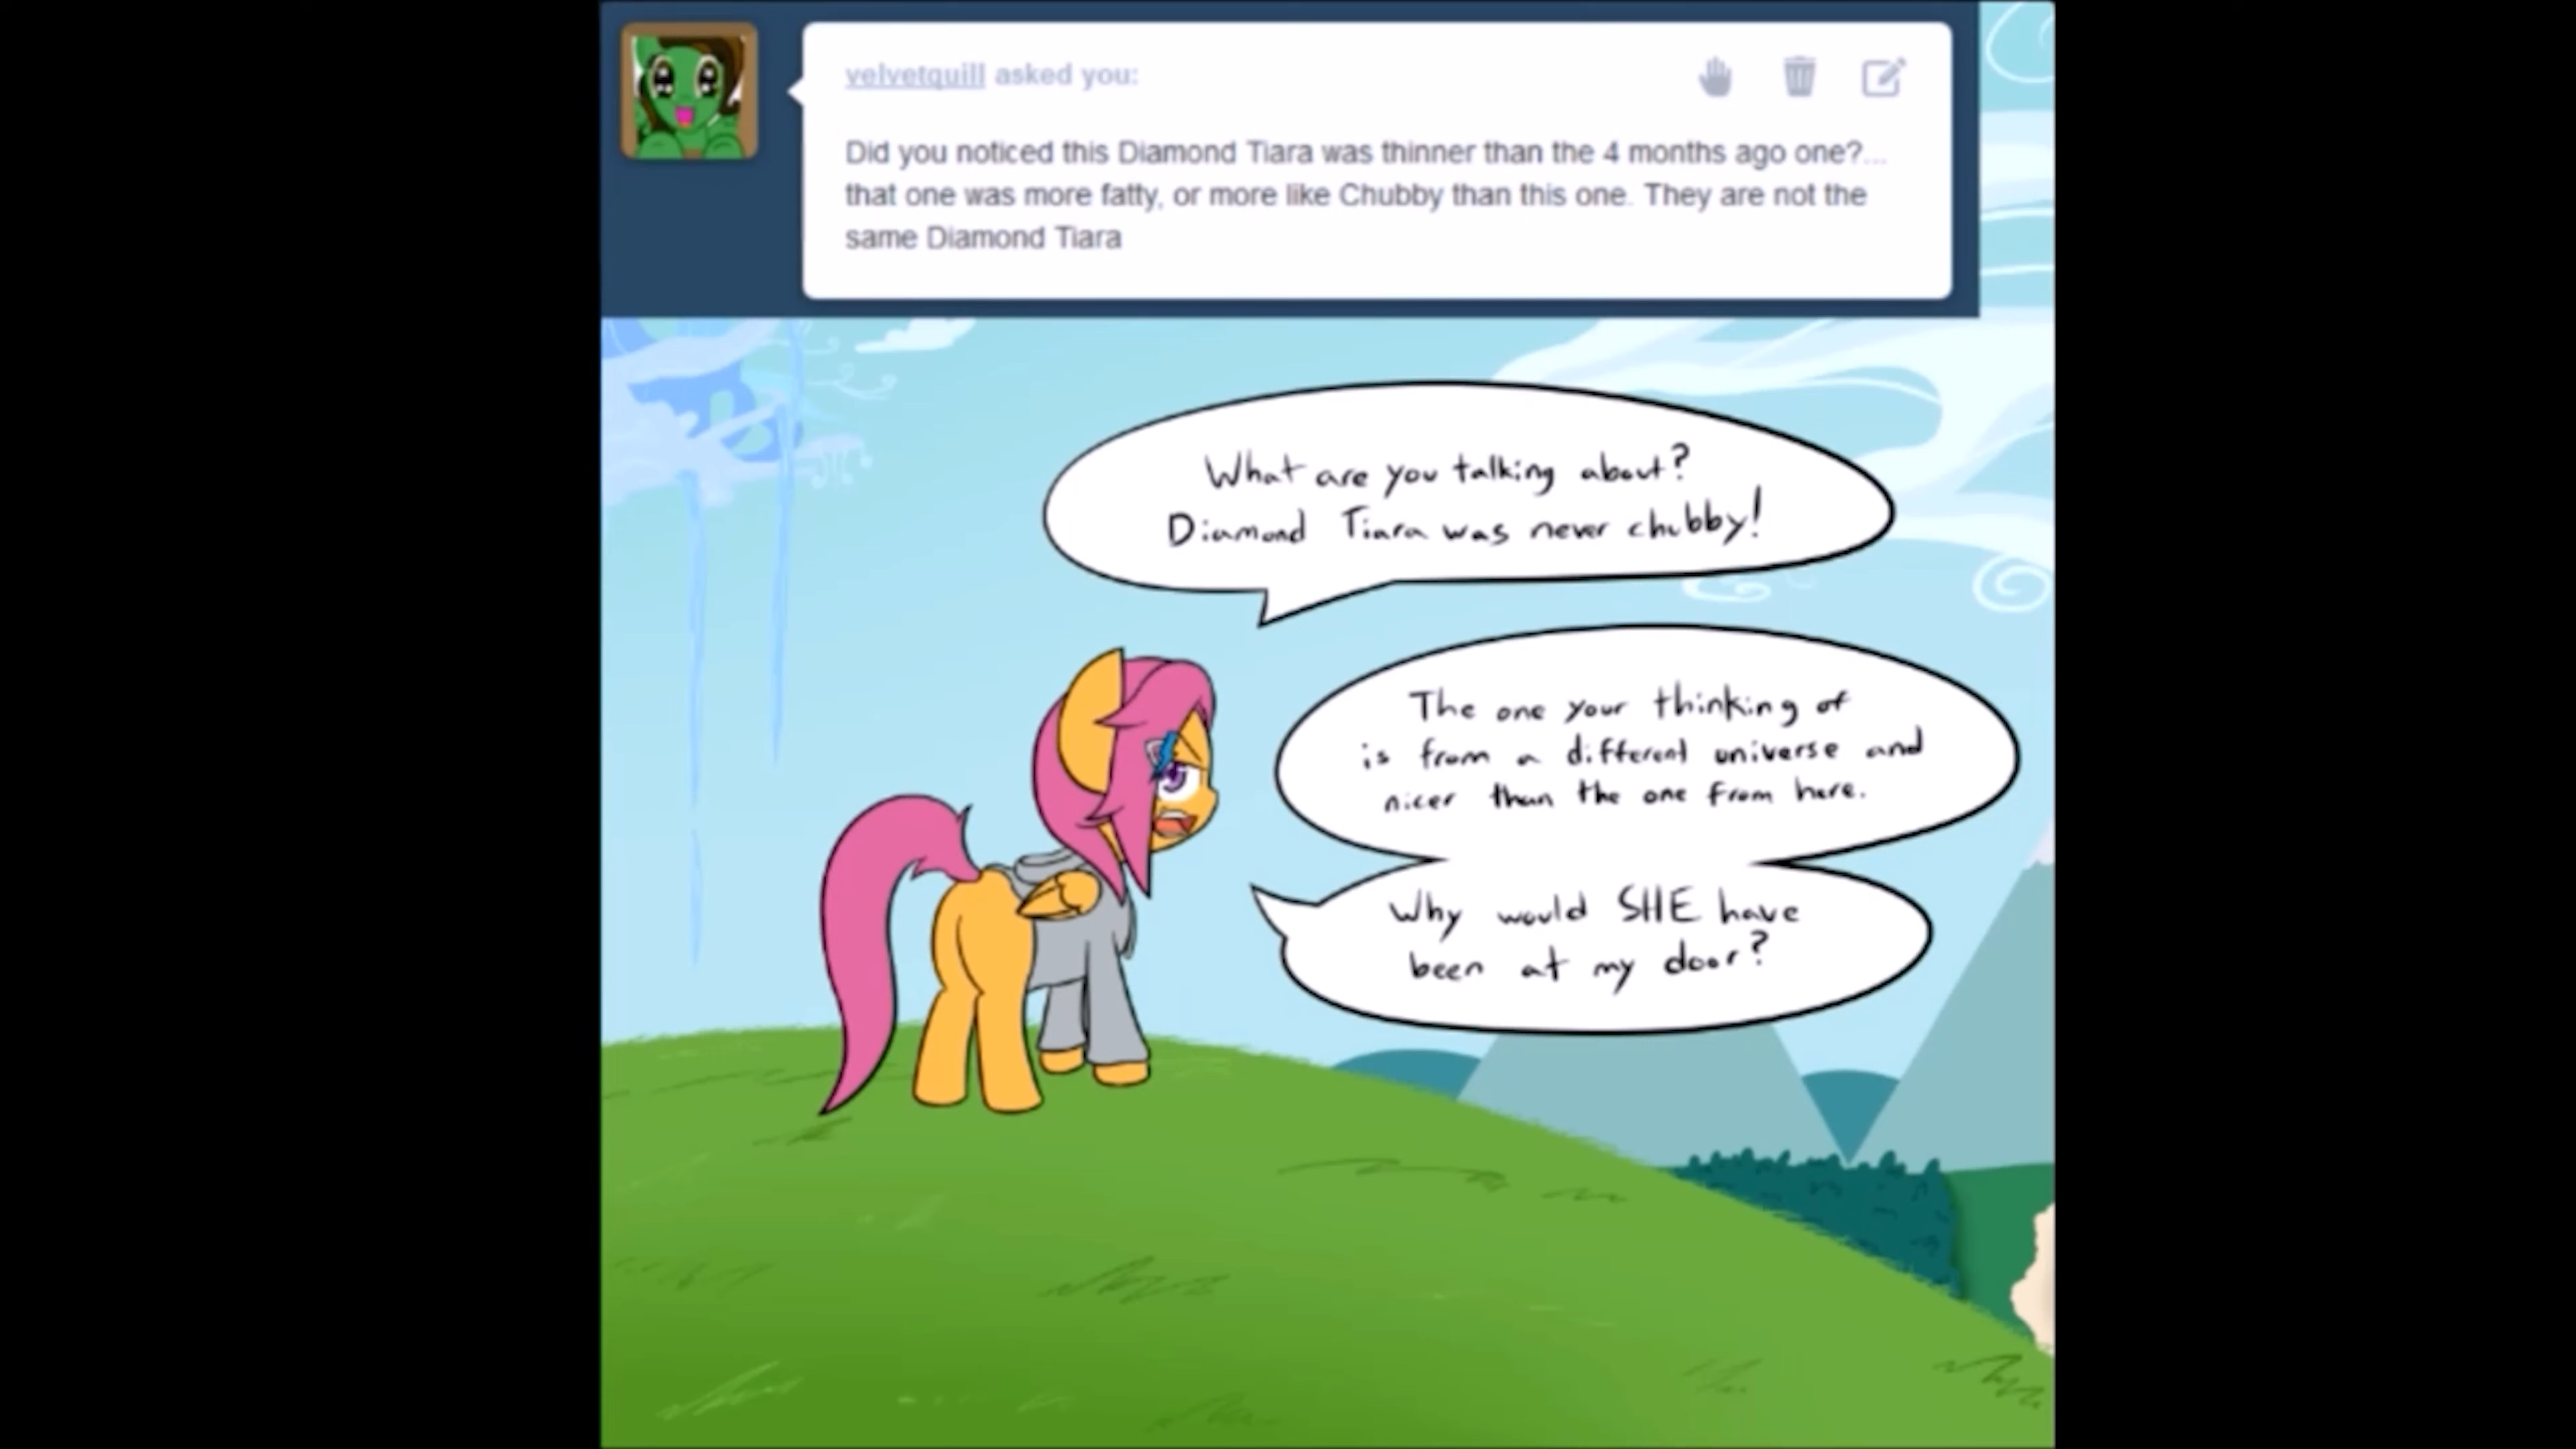 velvetquill asked you:
Did you noticed this Diamond Tiara was thinner than the 4 months ago one?...
that one was more fatty, or more like Chubby than this one. They are not the
same Diamond Tiara
What are you talking about?
Diamond Tiara was never chubby!
The one your thinking of
is from a different universe and
nicer than the one from here.
Why would SHE have
been at my door?